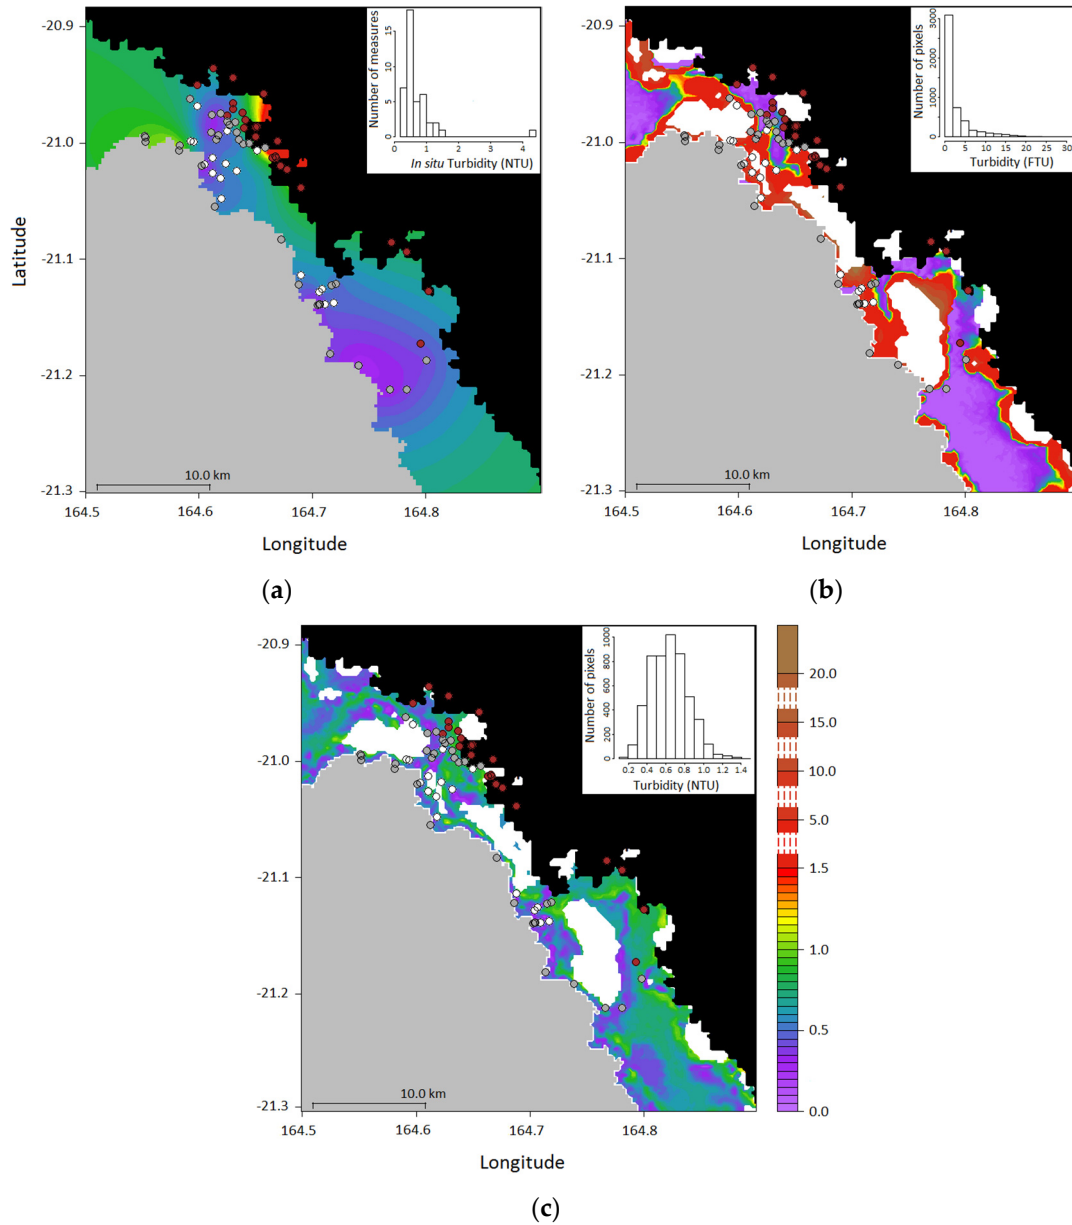 -20.9
-21.0
-21.1
-21.2
-21.3
Latitude
164.5 164.6 164.7 164.8
Longitude
10.0 km
Number of measures
0 5 10 15
0 1 2 3 4
In situ Turbidity (NTU)
(a)
-20.9
-21.0
-21.1
-21.2
-21.3
164.5 164.6 164.7 164.8
Longitude
10.0 km
Number of pixels
0 1000 2000 3000
0 5 10 15 20 25 30
Turbidity (FTU)
(b)
-20.9
-21.0
-21.1
-21.2
-21.3
164.5 164.6 164.7 164.8
Longitude
10.0 km
Number of pixels
0 200 400 600 800 1000
0.2 0.4 0.6 0.8 1.0 1.2 1.4
Turbidity (NTU)
20.0
15.0
10.0
5.0
1.5
1.0
0.5
0.0
(c)